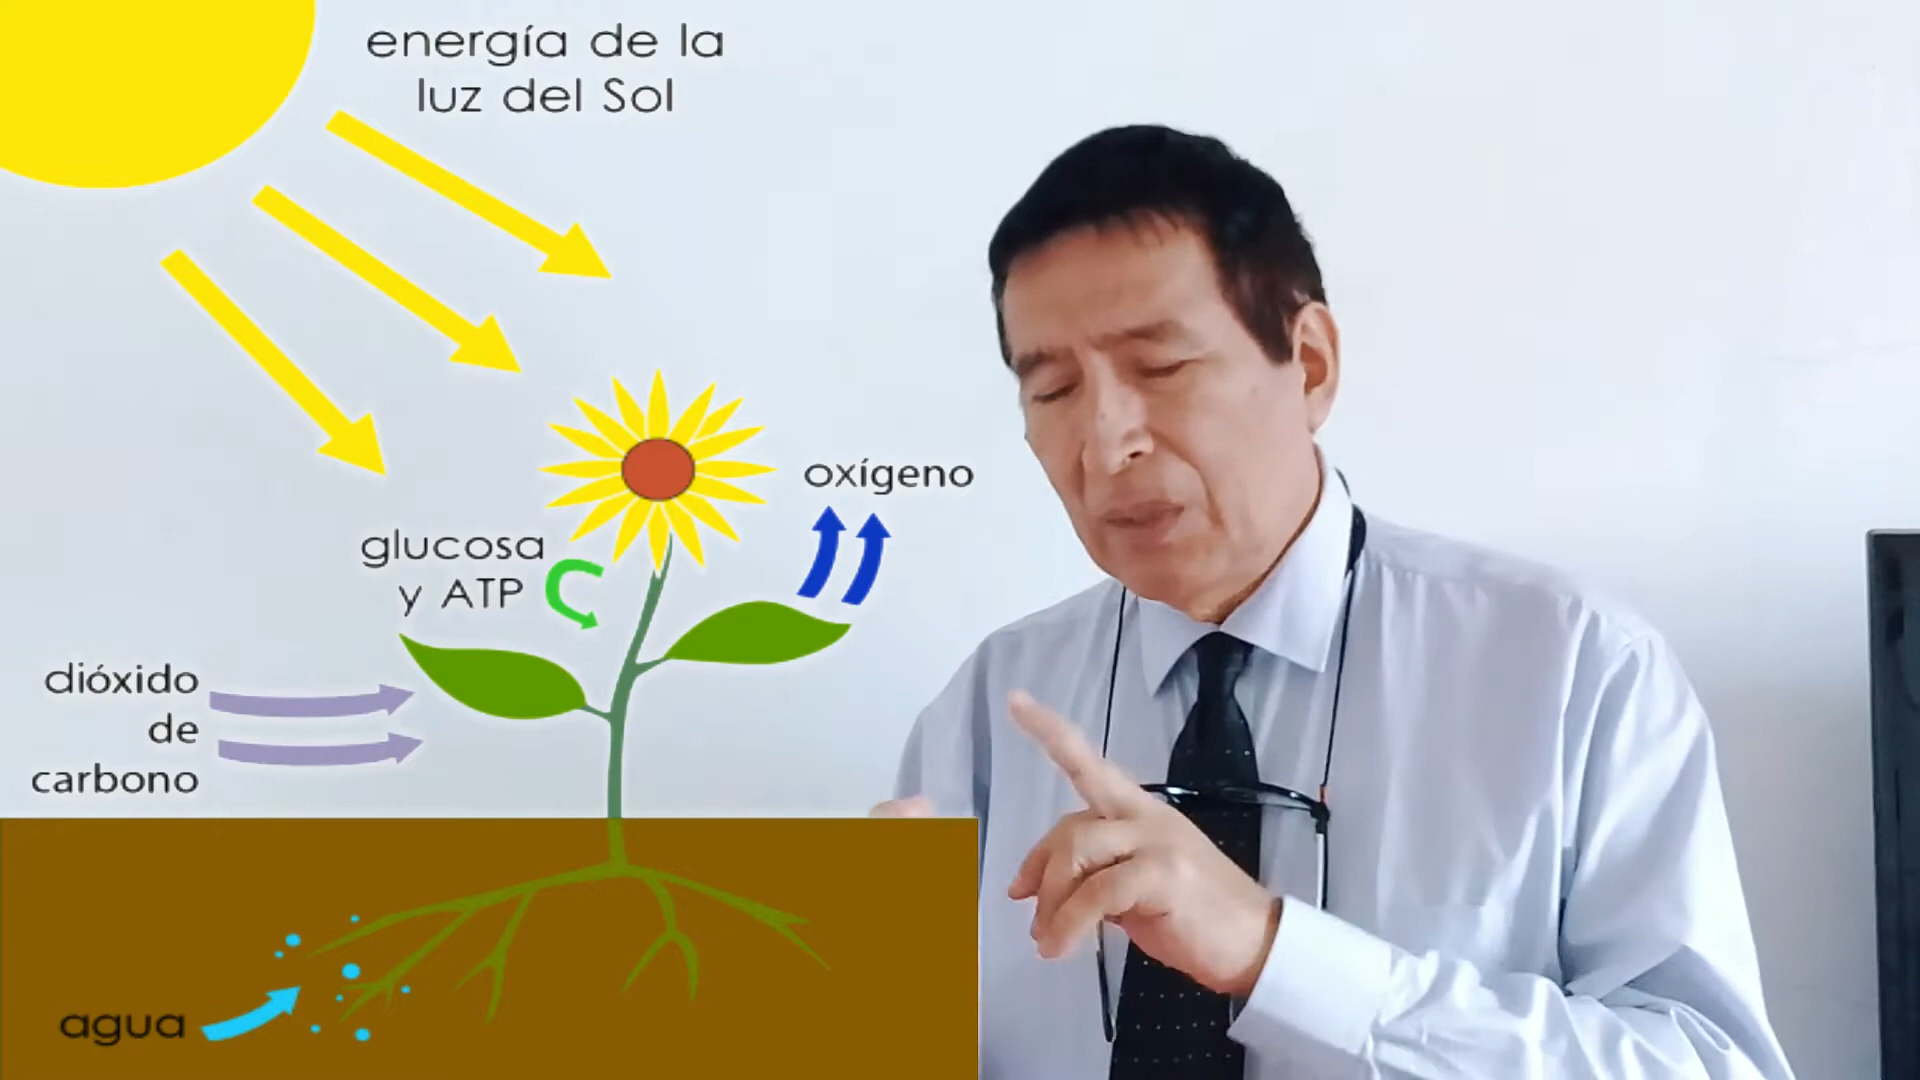 energía de la
luz del Sol
oxígeno
glucosa
y ATP
dióxido
de
carbono
agua